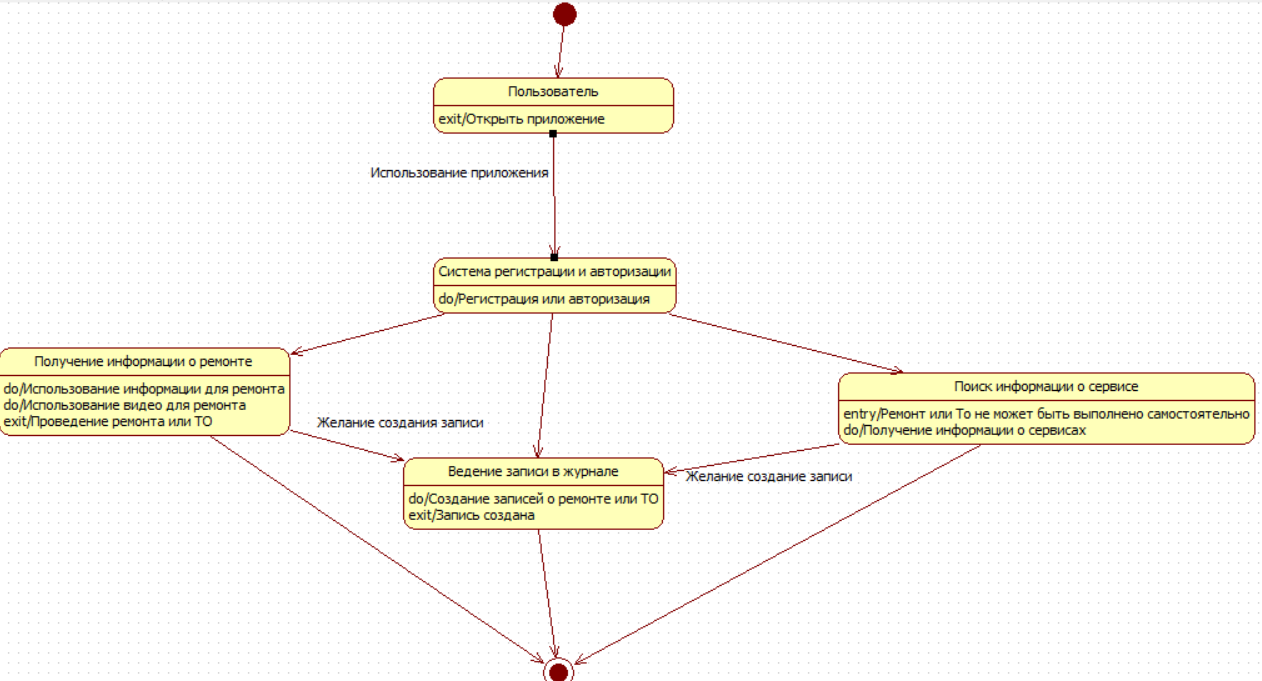 Пользователь
exit/Открыть приложение
Использование приложения
Система регистрации и авторизации
do/Регистрация или авторизация
Получение информации о ремонте
do/Использование информации для ремонта
do/Использование видео для ремонта
exit/Проведение ремонта или ТО
Поиск информации о сервисе
entry/Ремонт или То не может быть выполнено самостоятельно
do/Получение информации о сервисах
Желание создания записи
Желание создание записи
Ведение записи в журнале
do/Создание записей о ремонте или ТО
exit/Запись создана